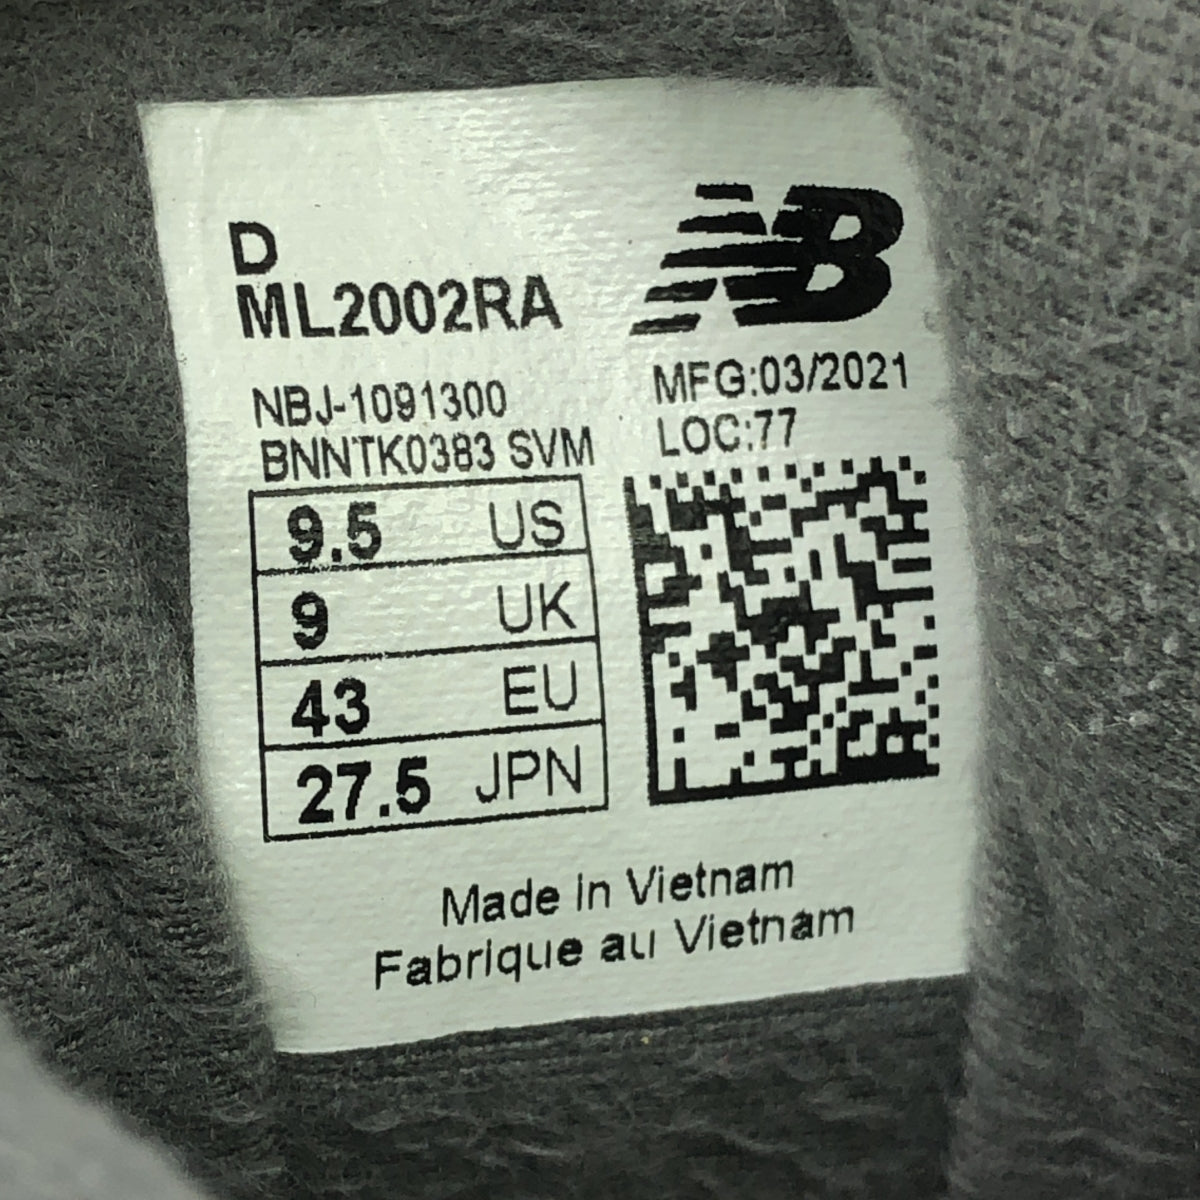 D
ML2002RA
NB
NBJ-1091300
BNNTK0383 SVM
MFG:03/2021
LOC:77
9.5 US
9 UK
43 EU
27.5 JPN
Made in Vietnam
Fabrique au Vietnam